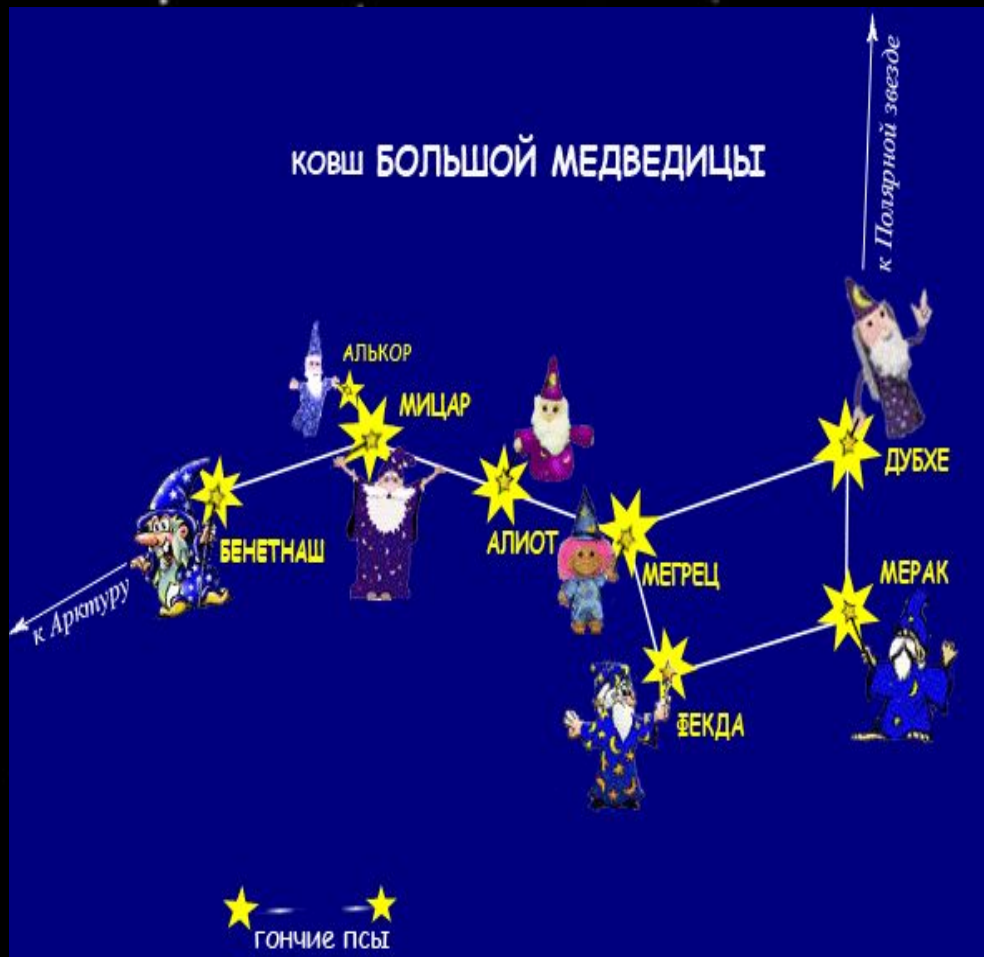 к Полярной звезде
ковш БОЛЬШОЙ МЕДВЕДИЦЫ
АЛЬКОР
МИЦАР
ДУБХЕ
АЛИОТ
БЕНЕТНАШ
МЕГРЕЦ
МЕРАК
к Арктуру
ФЕКДА
гончие псы